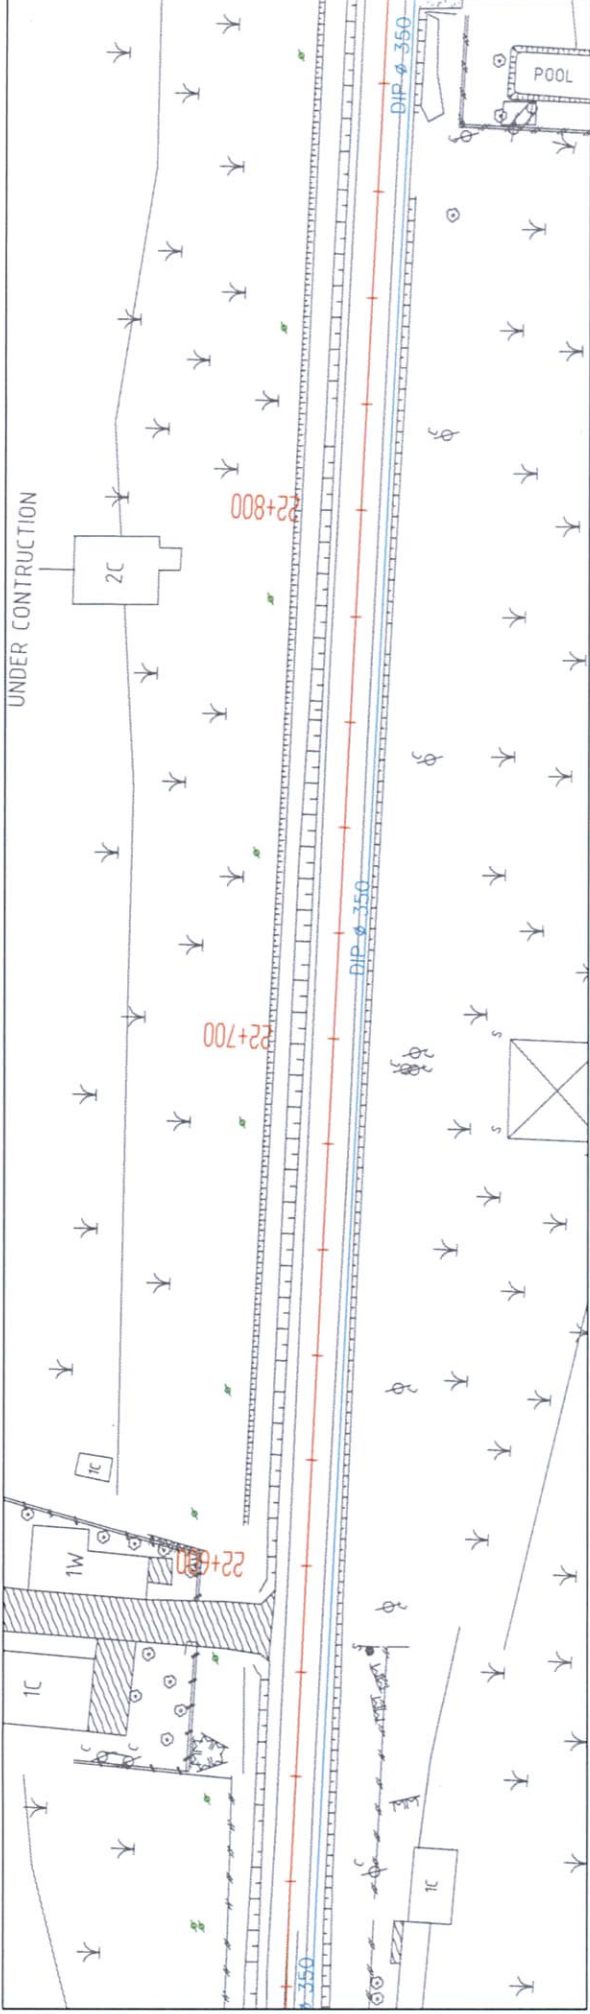 DIP ø 350
POOL
22+800
UNDER CONTRUCTION
2C
DIP ø 350
22+700
S
S
1C
22+600
1W
1C
C
C
S
C
1C
ø 350
C
C
C
C